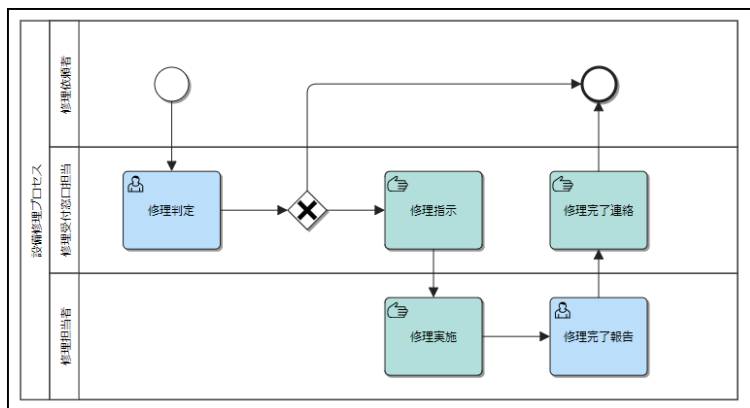 設備修理プロセス
修理依頼者
修理受付窓口担当
修理判定
修理指示
修理完了連絡
修理担当者
修理実施
修理完了報告